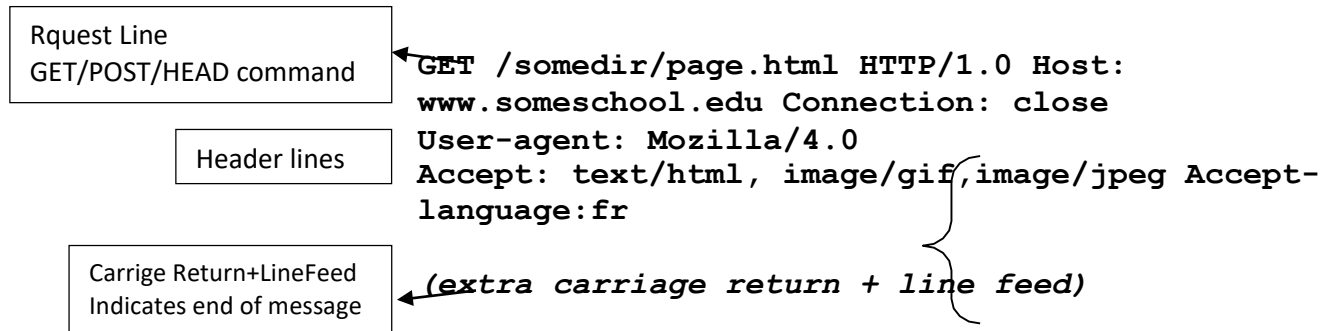 Rquest Line
GET/POST/HEAD command
GET /somedir/page.html HTTP/1.0 Host:
www.someschool.edu Connection: close
User-agent: Mozilla/4.0
Header lines
Accept: text/html, image/gif,image/jpeg Accept-
language:fr
Carrige Return+LineFeed
Indicates end of message
(extra carriage return + line feed)